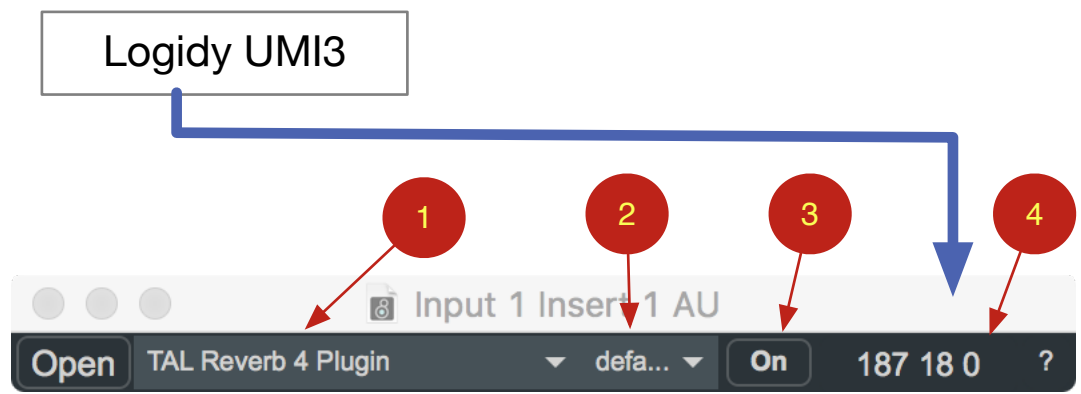 Logidy UMI3
1 2 3 4
Input 1 Insert 1 AU
Open TAL Reverb 4 Plugin defa... On 187 18 0 ?